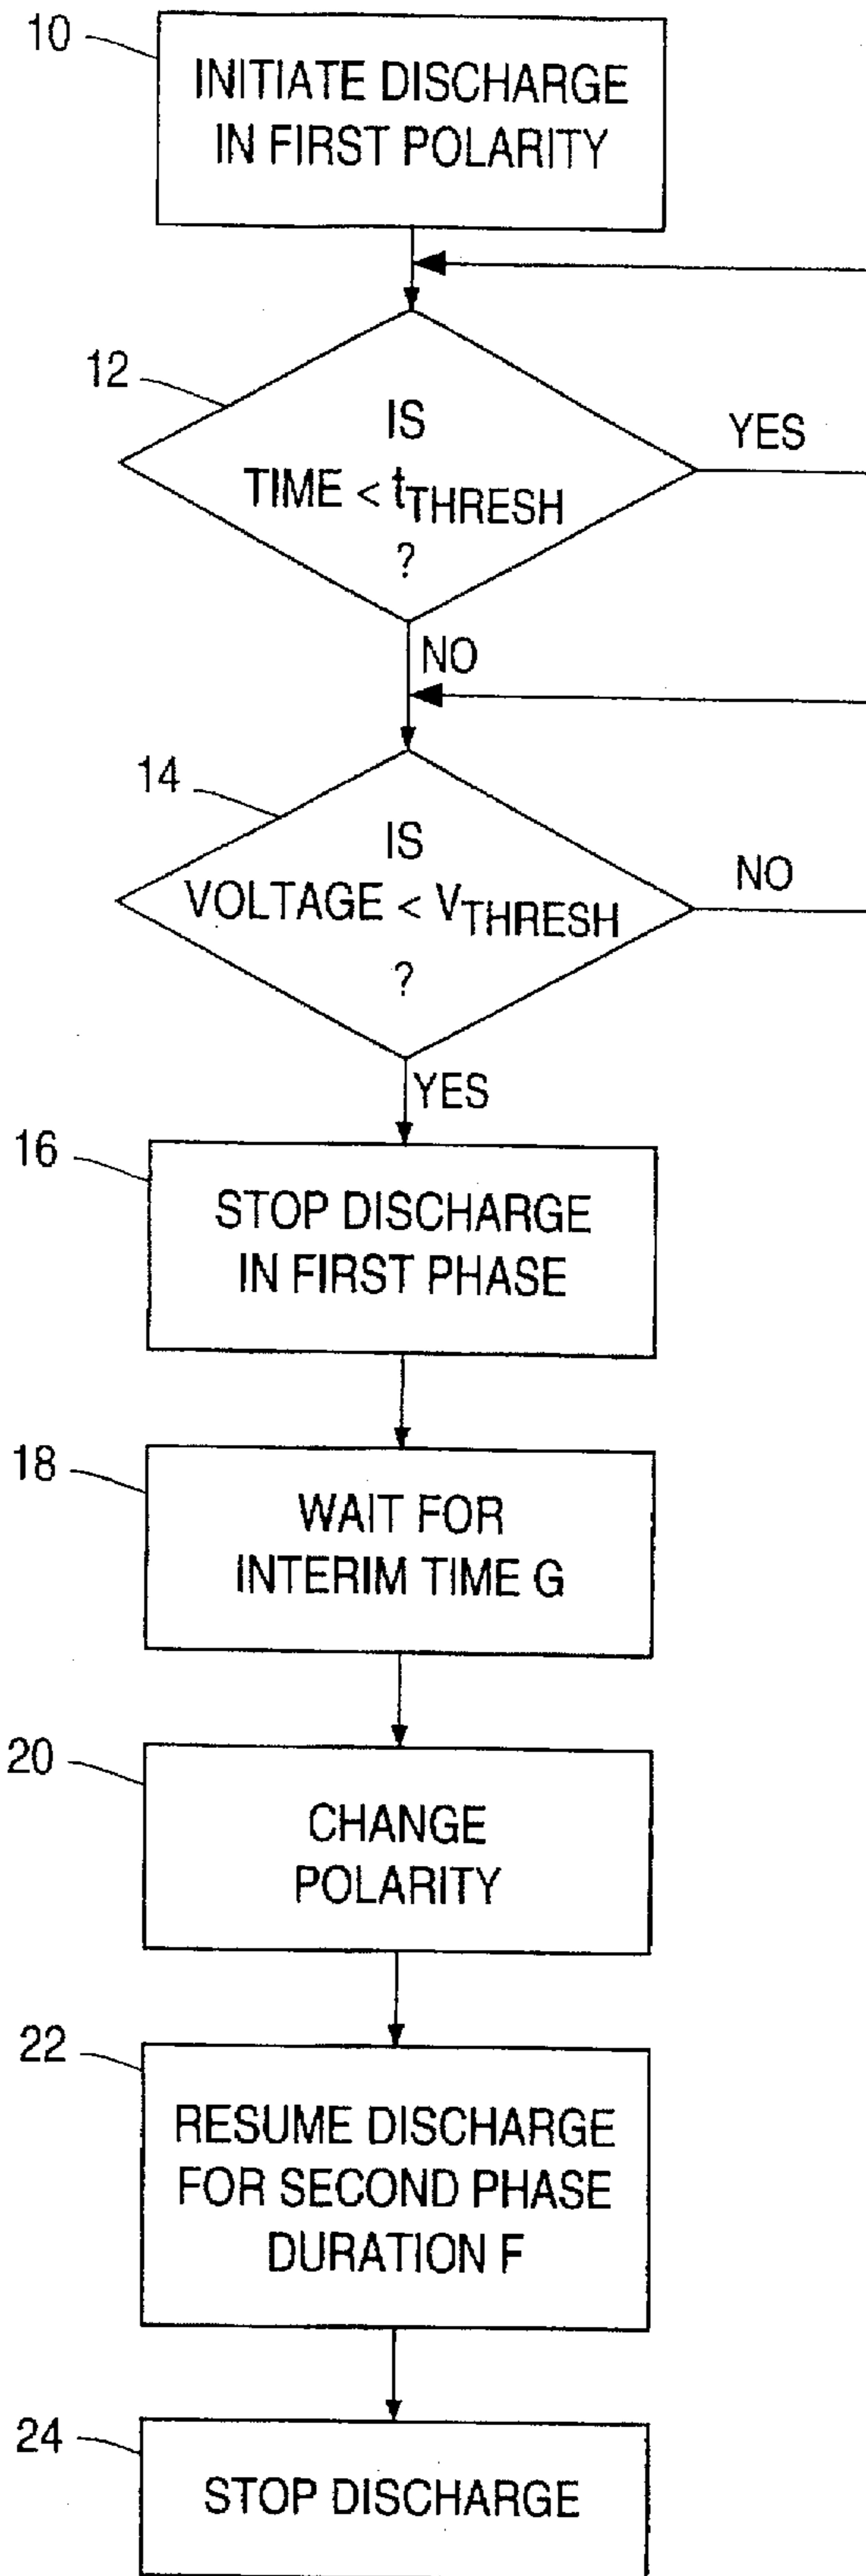 10
INITIATE DISCHARGE
IN FIRST POLARITY
12
IS
TIME < tTHRESH
?
YES
NO
14
IS
VOLTAGE < VTHRESH
?
NO
YES
16
STOP DISCHARGE
IN FIRST PHASE
18
WAIT FOR
INTERIM TIME G
20
CHANGE
POLARITY
22
RESUME DISCHARGE
FOR SECOND PHASE
DURATION F
24
STOP DISCHARGE